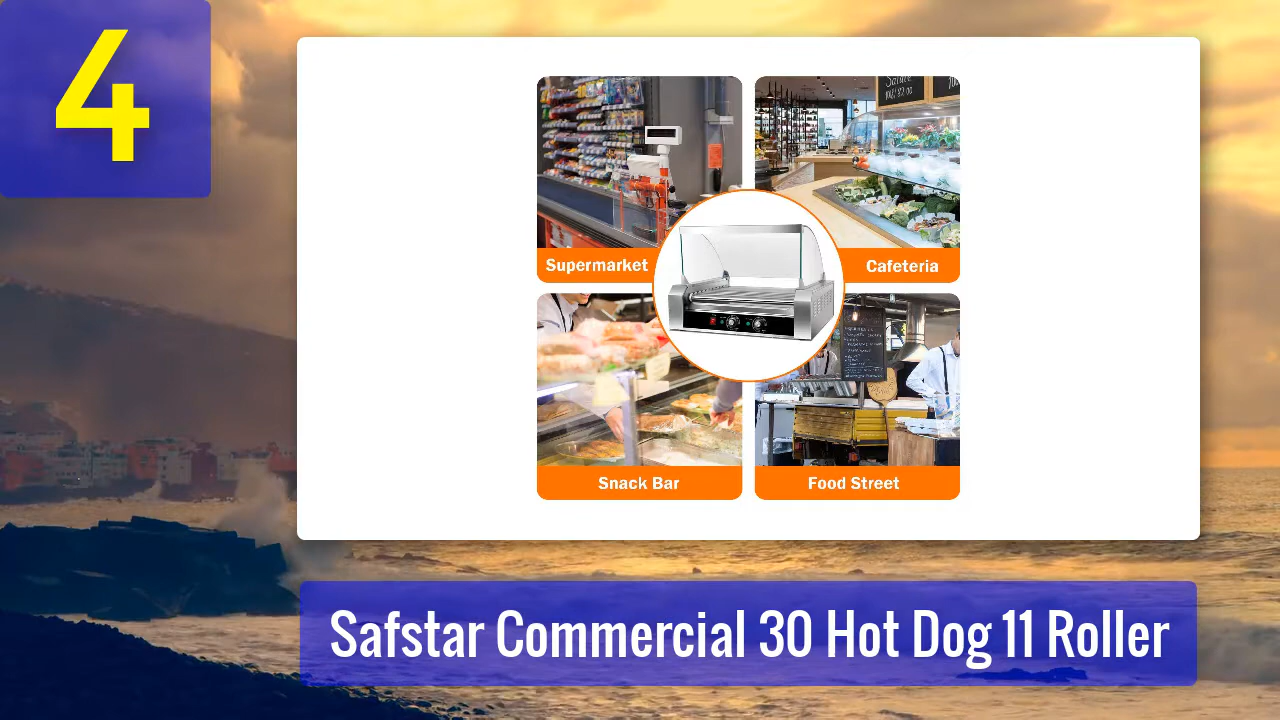 4
Supermarket
Cafeteria
Snack Bar
Food Street
Safstar Commercial 30 Hot Dog 11 Roller